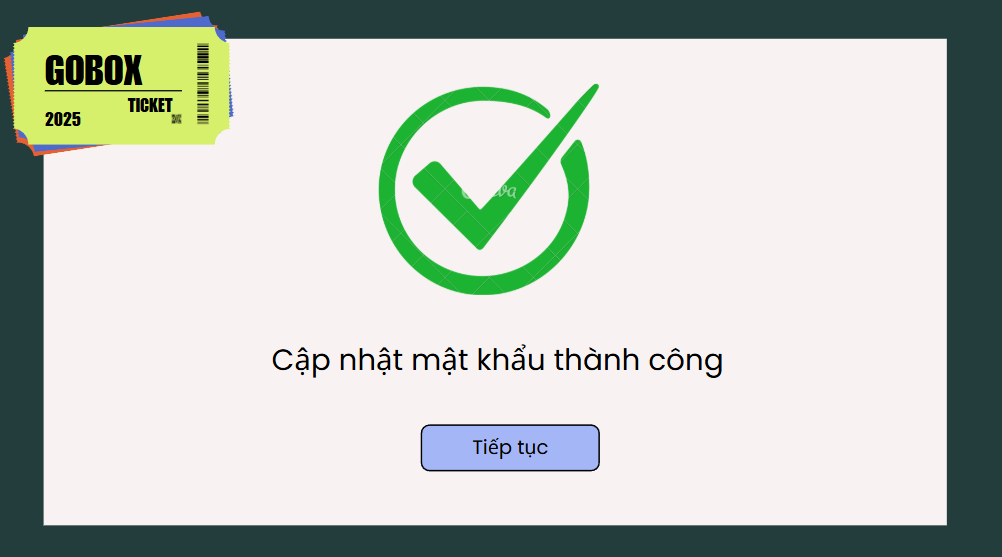 GOBOX
TICKET
2025
Cập nhật mật khẩu thành công
Tiếp tục